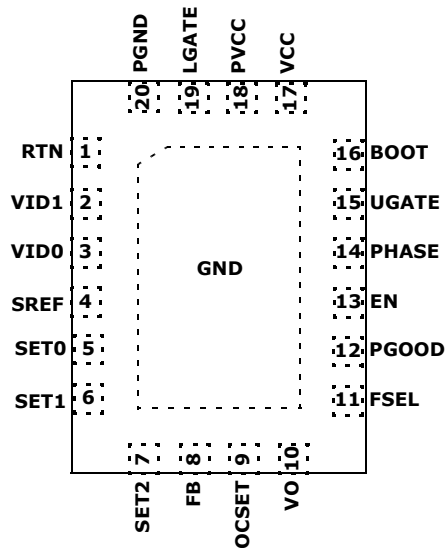 PGND LGATE PVCC VCC
20 19 18 17
RTN 1
VID1 2
VID0 3
SREF 4
SET0 5
SET1 6
GND
16 BOOT
15 UGATE
14 PHASE
13 EN
12 PGOOD
11 FSEL
7 8 9 10
SET2 FB OCSET VO